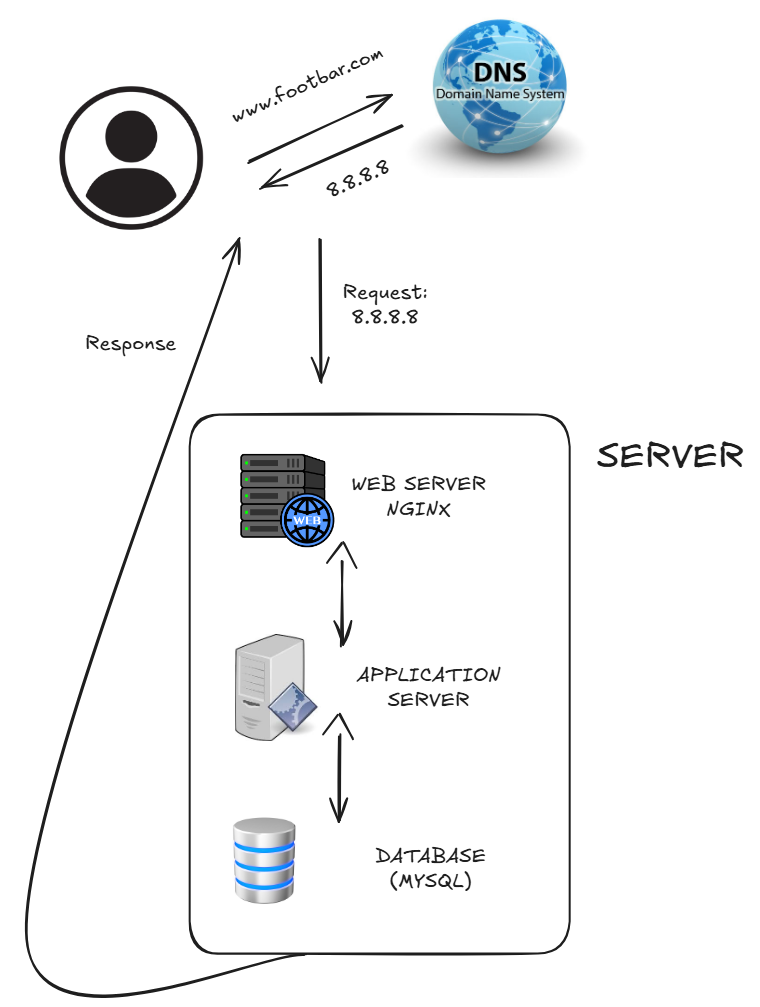 www.footbar.com
DNS
Domain Name System
8.8.8.8
Request:
8.8.8.8
Response
SERVER
WEB SERVER
NGINX
WEB
APPLICATION
SERVER
DATABASE
(MYSQL)